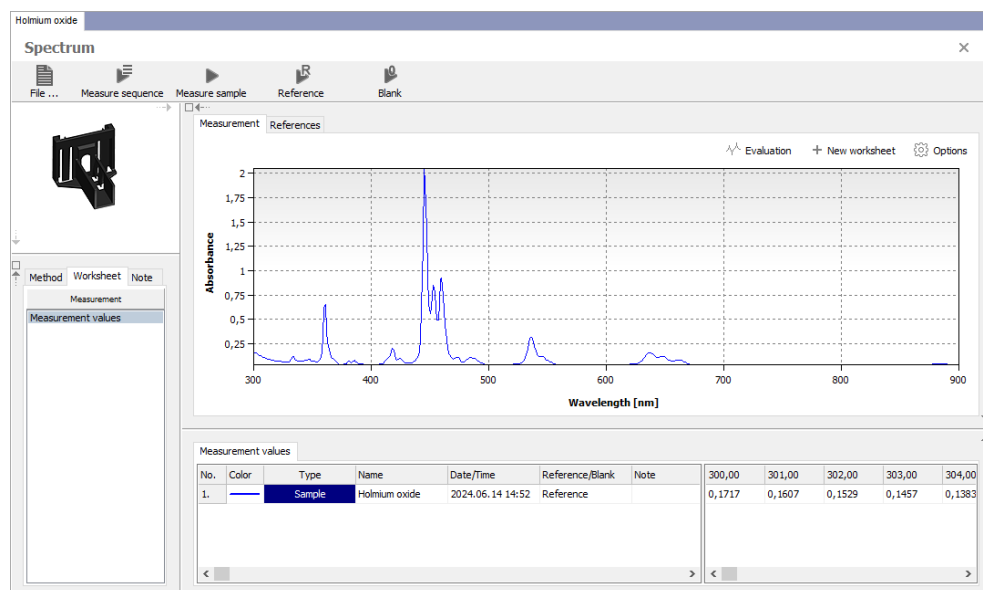 Holmium oxide
Spectrum
File ... Measure sequence Measure sample Reference Blank
Measurement References
Evaluation + New worksheet Options
2
1,75
1,5
1,25
1
0,75
0,5
0,25
Absorbance
300 400 500 600 700 800 900
Wavelength [nm]
Method Worksheet Note
Measurement
Measurement values
Measurement values
No. Color Type Name Date/Time Reference/Blank Note 300,00 301,00 302,00 303,00 304,00
1. Sample Holmium oxide 2024.06.14 14:52 Reference 0,1717 0,1607 0,1529 0,1457 0,1383